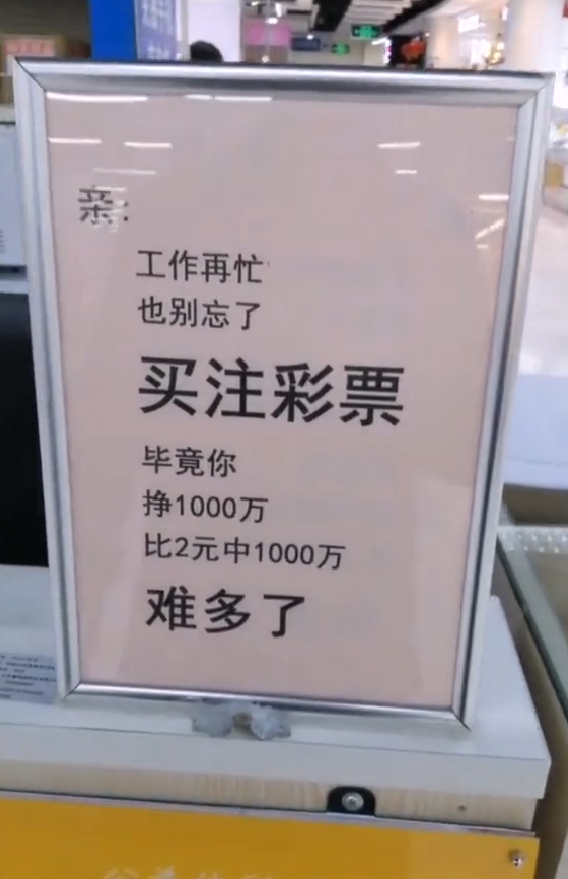 亲:
工作再忙
也别忘了
买注彩票
毕竟你
挣1000万
比2元中1000万
难多了